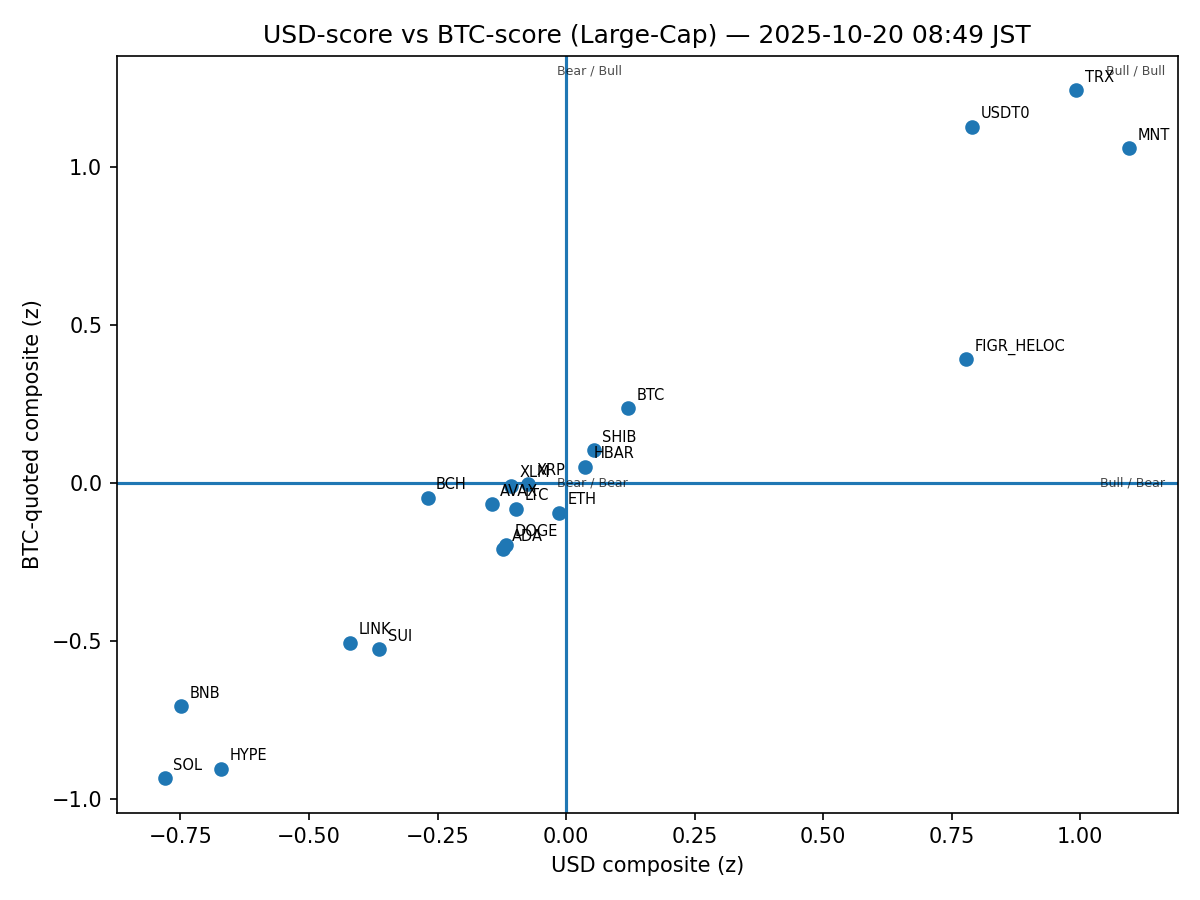 USD-score vs BTC-score (Large-Cap) — 2025-10-20 08:49 JST
Bear / Bull
Bull / Bull
TRX
USDT0
MNT
FIGR_HELOC
BTC
SHIB
HBAR
XLM
XRP
BCH
Bear / Bear
Bull / Bear
AVAX
LTC
ETH
DOGE
ADA
LINK
SUI
BNB
HYPE
SOL
1.0
0.5
0.0
−0.5
−1.0
BTC-quoted composite (z)
−0.75
−0.50
−0.25
0.00
0.25
0.50
0.75
1.00
USD composite (z)